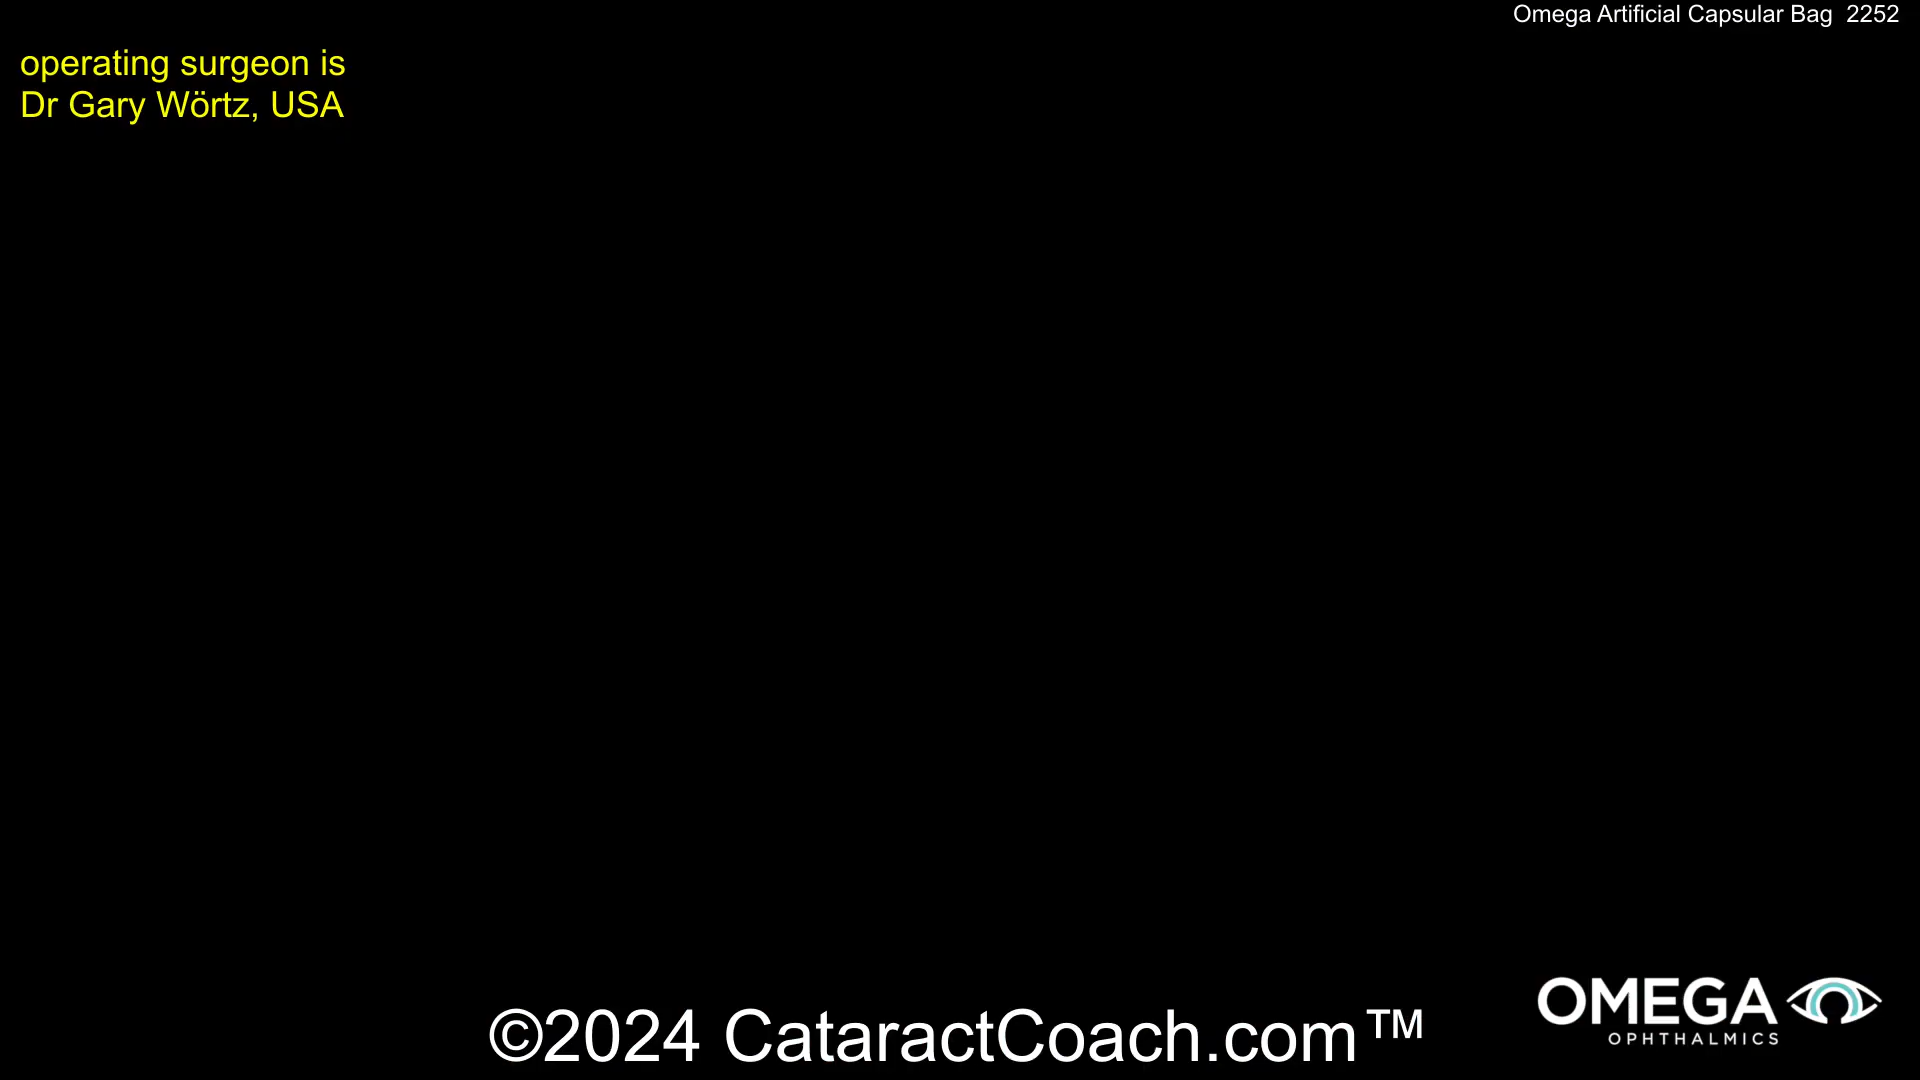 Omega Artificial Capsular Bag 2252
operating surgeon is
Dr Gary Wörtz, USA
OMEGA
OPHTHALMICS
©2024 CataractCoach.com™